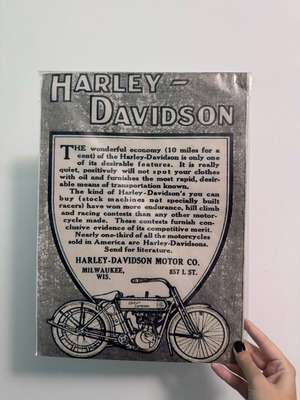 HARLEY-
DAVIDSON
THE wonderful economy (10 miles for a
cent) of the Harley-Davidson is only one
of its desirable features. It is really
quiet, positively will not spot your clothes
with oil and furnishes the most rapid, desir-
able means of transportation known.
The kind of Harley-Davidson's you can
buy (stock machines not specially built
racers) have won more endurance, hill climb
and racing contests than any other motor-
cycle made. These contests furnish con-
clusive evidence of its competitive merit.
Nearly one-third of all the motorcycles
sold in America are Harley-Davidsons.
Send for literature.
HARLEY-DAVIDSON MOTOR CO.
MILWAUKEE, 857 L ST.
WIS.